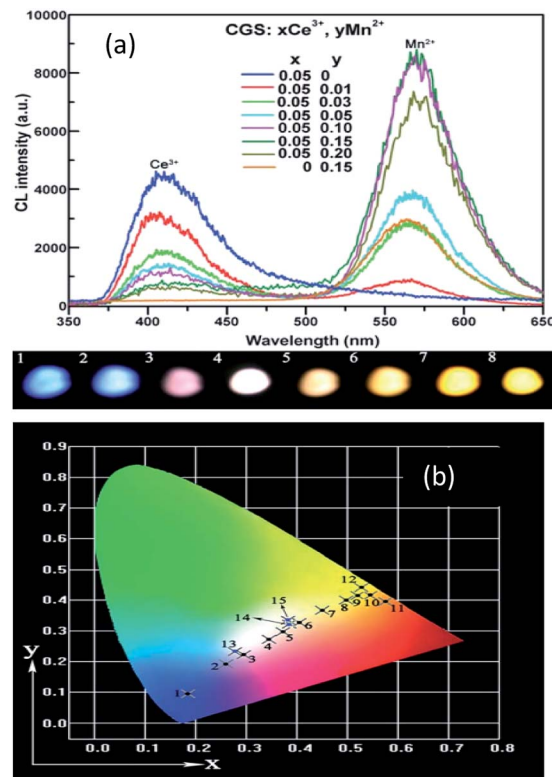 (a)
CGS: xCe³⁺, yMn²⁺
x y
0.05 0
0.05 0.01
0.05 0.03
0.05 0.05
0.05 0.10
0.05 0.15
0.05 0.20
0 0.15
Ce³⁺
Mn²⁺
CL intensity (a.u.)
10000
8000
6000
4000
2000
0
350 400 450 500 550 600 650
Wavelength (nm)
1 2 3 4 5 6 7 8
(b)
0.9
0.8
0.7
0.6
0.5
0.4
0.3
0.2
0.1
0.0
y
12
15
14
13
1 2 3 4 5 6 7 8 9 10 11
0.0 0.1 0.2 0.3 0.4 0.5 0.6 0.7 0.8
x